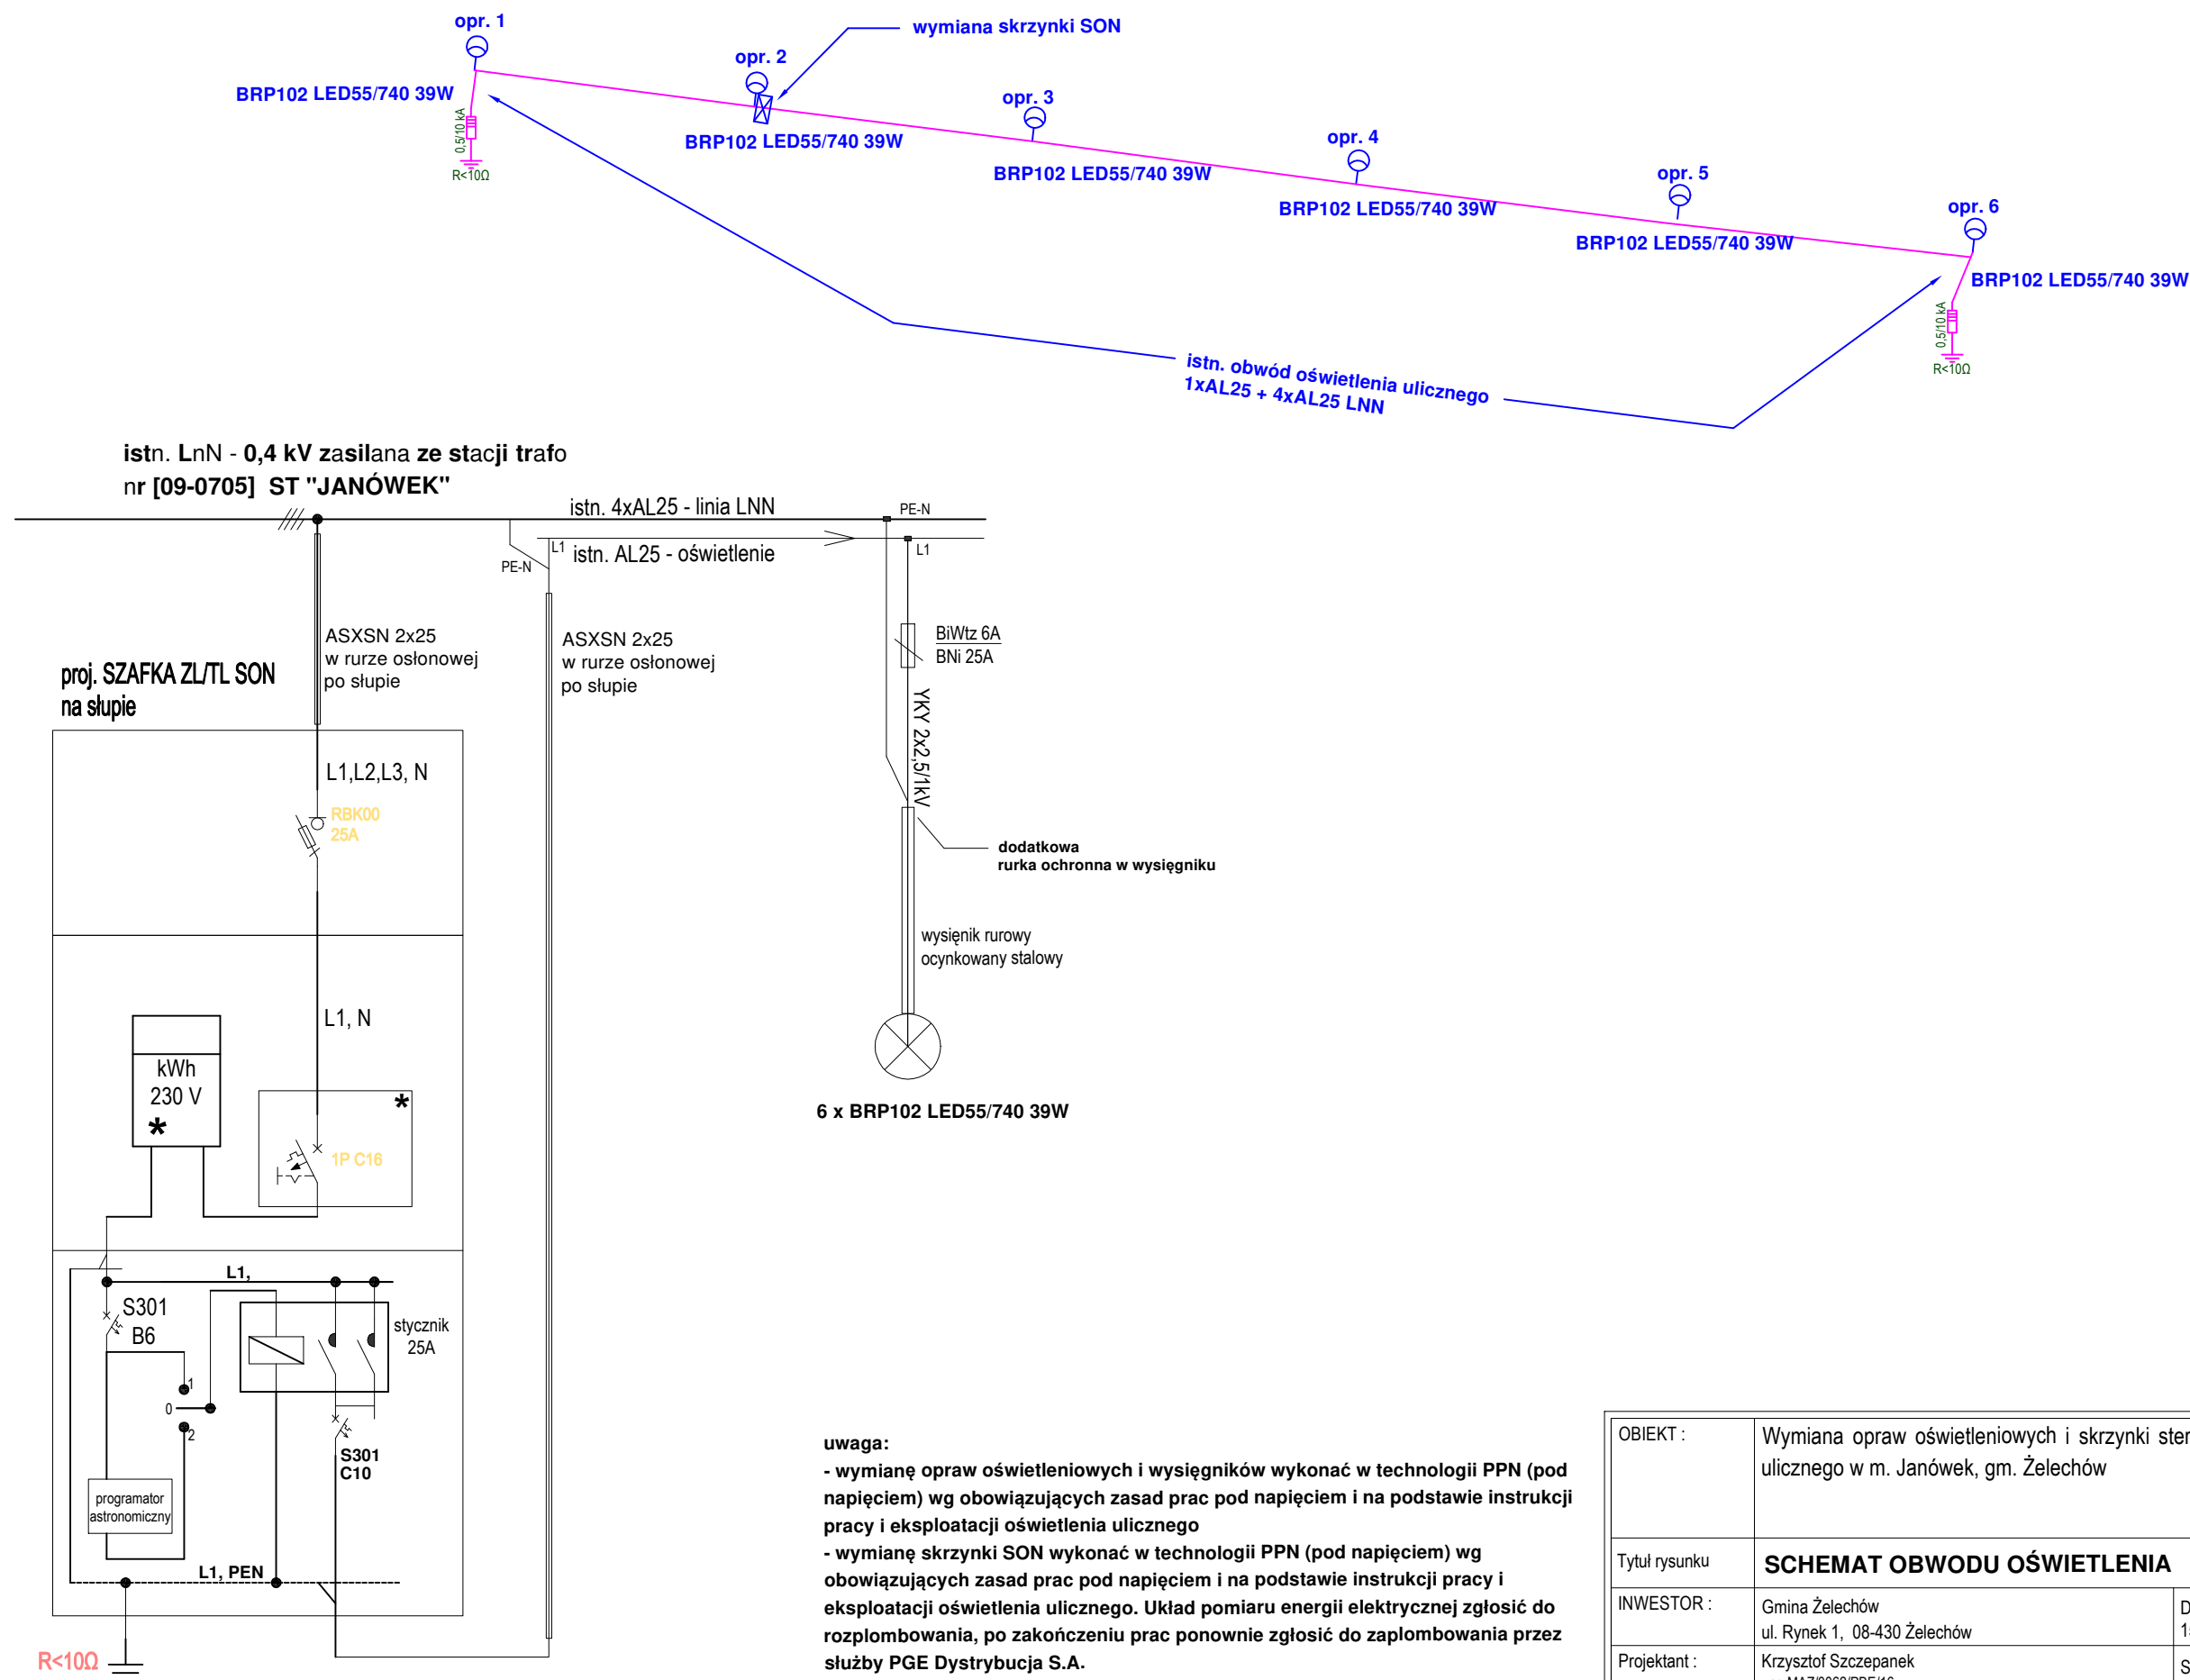 opr. 1
wymiana skrzynki SON
opr. 2
BRP102 LED55/740 39W
opr. 3
0,5/10 kA
BRP102 LED55/740 39W
opr. 4
R<10Ω
BRP102 LED55/740 39W
opr. 5
BRP102 LED55/740 39W
opr. 6
BRP102 LED55/740 39W
BRP102 LED55/740 39W
0,5/10 kA
R<10Ω
istn. obwód oświetlenia ulicznego
1xAL25 + 4xAL25 LNN
istn. LnN - 0,4 kV zasilana ze stacji trafo
nr [09-0705] ST "JANÓWEK"
istn. 4xAL25 - linia LNN
PE-N
L1
istn. AL25 - oświetlenie
L1
PE-N
ASXSN 2x25
w rurze osłonowej
po słupie
ASXSN 2x25
w rurze osłonowej
po słupie
BiWtz 6A
BNi 25A
proj. SZAFKA ZL/TL SON
na słupie
YKY 2x2,5/1kV
L1,L2,L3, N
RBK00
25A
dodatkowa
rurka ochronna w wysięgniku
wysięnik rurowy
ocynkowany stalowy
L1, N
kWh
230 V
*
*
1P C16
6 x BRP102 LED55/740 39W
L1,
S301
B6
stycznik
25A
1
0
2
S301
C10
programator
astronomiczny
L1, PEN
R<10Ω
uwaga:
- wymianę opraw oświetleniowych i wysięgników wykonać w technologii PPN (pod
napięciem) wg obowiązujących zasad prac pod napięciem i na podstawie instrukcji
pracy i eksploatacji oświetlenia ulicznego
- wymianę skrzynki SON wykonać w technologii PPN (pod napięciem) wg
obowiązujących zasad prac pod napięciem i na podstawie instrukcji pracy i
eksploatacji oświetlenia ulicznego. Układ pomiaru energii elektrycznej zgłosić do
rozplombowania, po zakończeniu prac ponownie zgłosić do zaplombowania przez
służby PGE Dystrybucja S.A.
OBIEKT :
Wymiana opraw oświetleniowych i skrzynki
ulicznego w m. Janówek, gm. Żelechów
Tytuł rysunku
SCHEMAT OBWODU OŚWIETLENIA
INWESTOR :
Gmina Żelechów
ul. Rynek 1, 08-430 Żelechów
Projektant :
Krzysztof Szczepanek